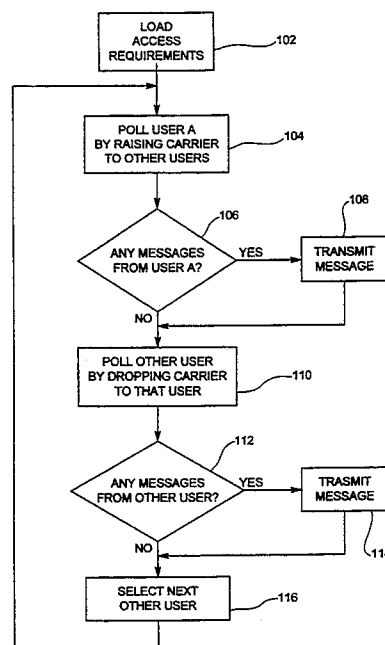 LOAD
ACCESS
REQUIREMENTS
102
POLL USER A
BY RAISING CARRIER
TO OTHER USERS
104
106
ANY MESSAGES
FROM USER A?
YES
108
TRANSMIT
MESSAGE
NO
POLL OTHER USER
BY DROPPING CARRIER
TO THAT USER
110
112
ANY MESSAGES
FROM OTHER USER?
YES
TRASMIT
MESSAGE
NO
SELECT NEXT
OTHER USER
116